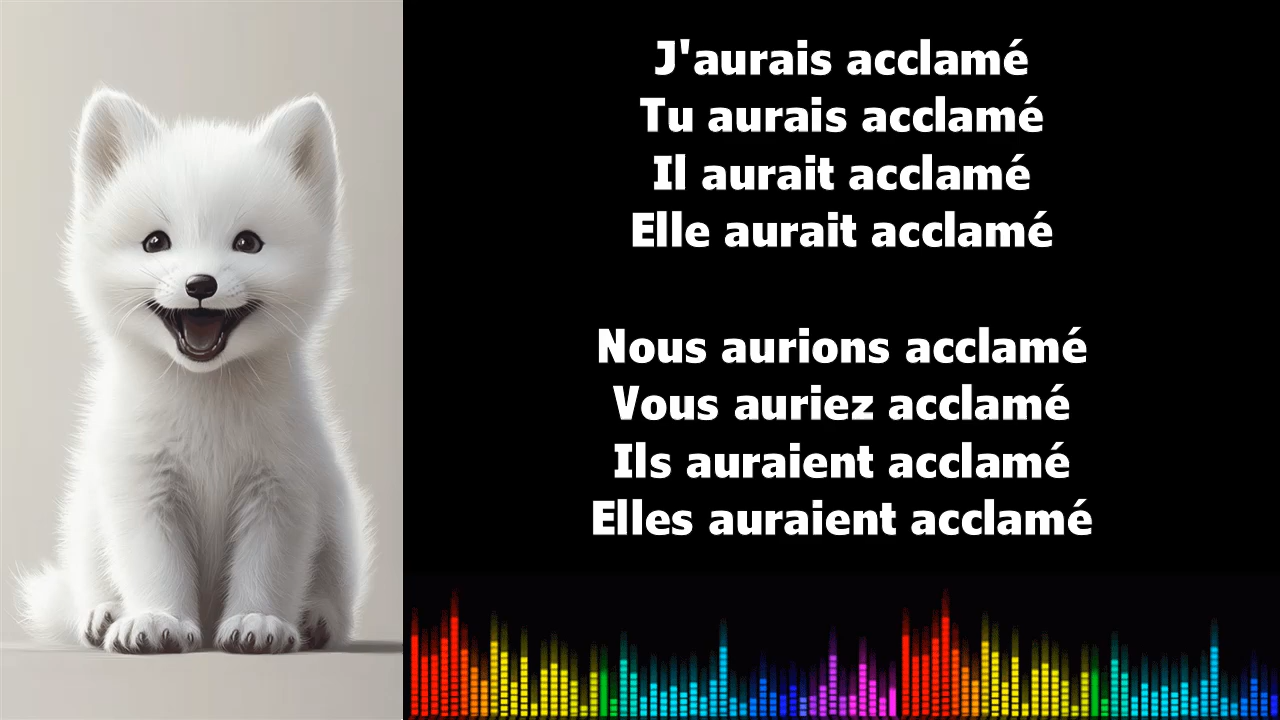 J'aurais acclamé
Tu aurais acclamé
Il aurait acclamé
Elle aurait acclamé
Nous aurions acclamé
Vous auriez acclamé
Ils auraient acclamé
Elles auraient acclamé